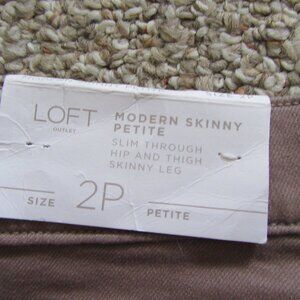 LOFT
OUTLET
MODERN SKINNY
PETITE
SLIM THROUGH
HIP AND THIGH
SKINNY LEG
SIZE 2P PETITE